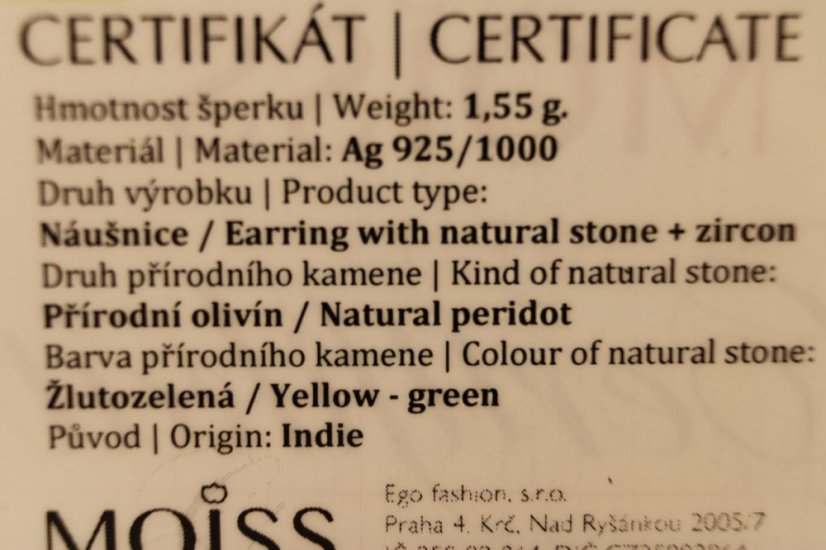 CERTIFIKÁT | CERTIFICATE
Hmotnost šperku | Weight: 1,55 g.
Materiál | Material: Ag 925/1000
Druh výrobku | Product type:
Náušnice / Earring with natural stone + zircon
Druh přírodního kamene | Kind of natural stone:
Přírodní olivín / Natural peridot
Barva přírodního kamene | Colour of natural stone:
Žlutozelená / Yellow - green
Původ | Origin: Indie
MOISS
Ego fashion, s.r.o.
Praha 4, Krč, Nad Ryšánkou 2005/7